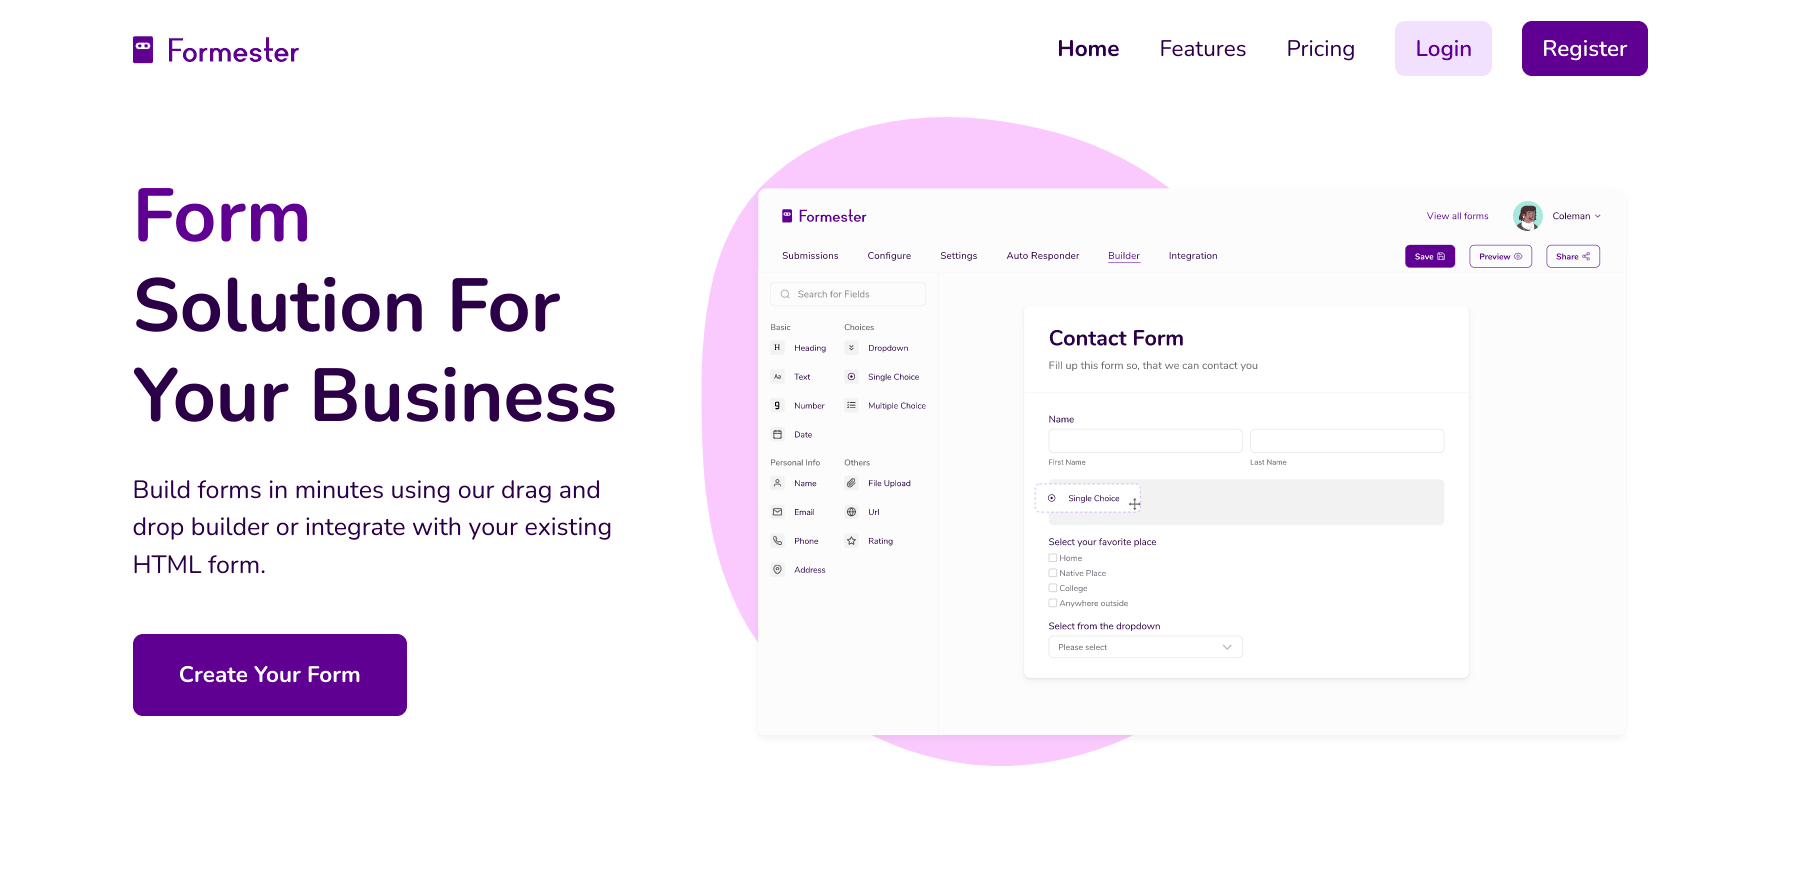 Formester
Home Features Pricing Login Register
Form
Solution For
Your Business
Build forms in minutes using our drag and
drop builder or integrate with your existing
HTML form.
Create Your Form
Formester
View all forms Coleman
Submissions Configure Settings Auto Responder Builder Integration Save Preview Share
Search for Fields
Basic Choices
H Heading Dropdown
Aa Text Single Choice
9 Number Multiple Choice
Date
Personal Info Others
Name File Upload
Email Url
Phone Rating
Address
Contact Form
Fill up this form so, that we can contact you
Name
First Name Last Name
Single Choice
Select your favorite place
Home
Native Place
College
Anywhere outside
Select from the dropdown
Please select